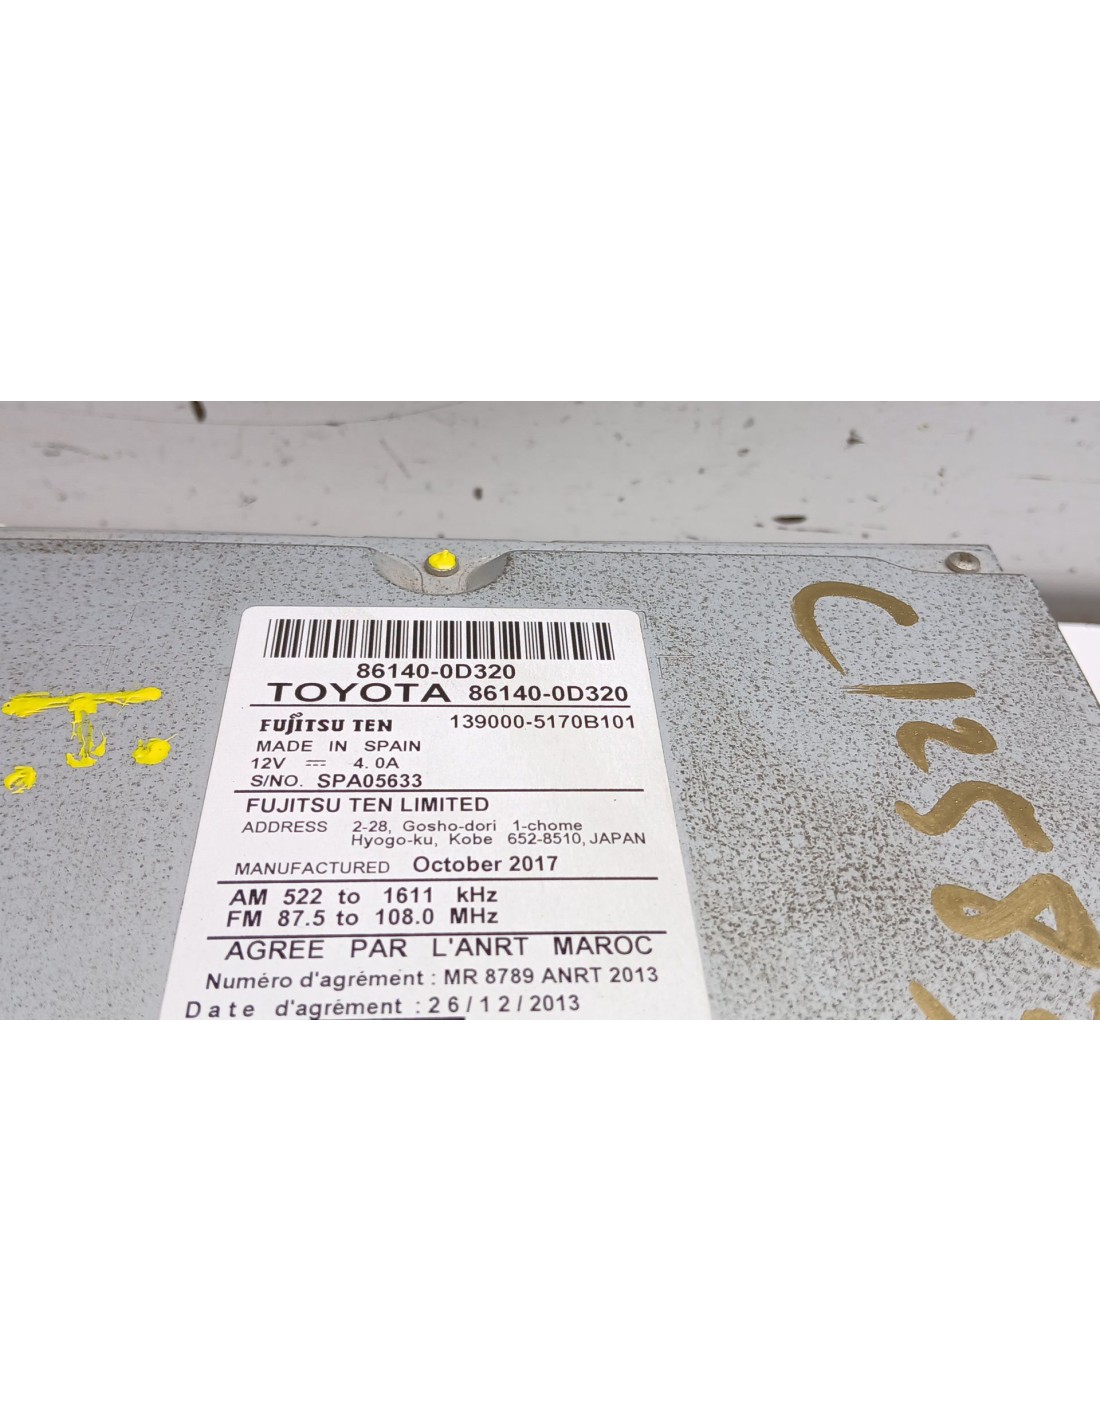 86140-0D320
TOYOTA 86140-0D320
FUJITSU TEN 139000-5170B101
MADE IN SPAIN
12V ⎓ 4.0A
S/NO. SPA05633
FUJITSU TEN LIMITED
ADDRESS 2-28, Gosho-dori 1-chome
Hyogo-ku, Kobe 652-8510, JAPAN
MANUFACTURED October 2017
AM 522 to 1611 kHz
FM 87.5 to 108.0 MHz
AGREE PAR L'ANRT MAROC
Numéro d'agrément : MR 8789 ANRT 2013
Date d'agrément : 26/12/2013
.T.
C1258